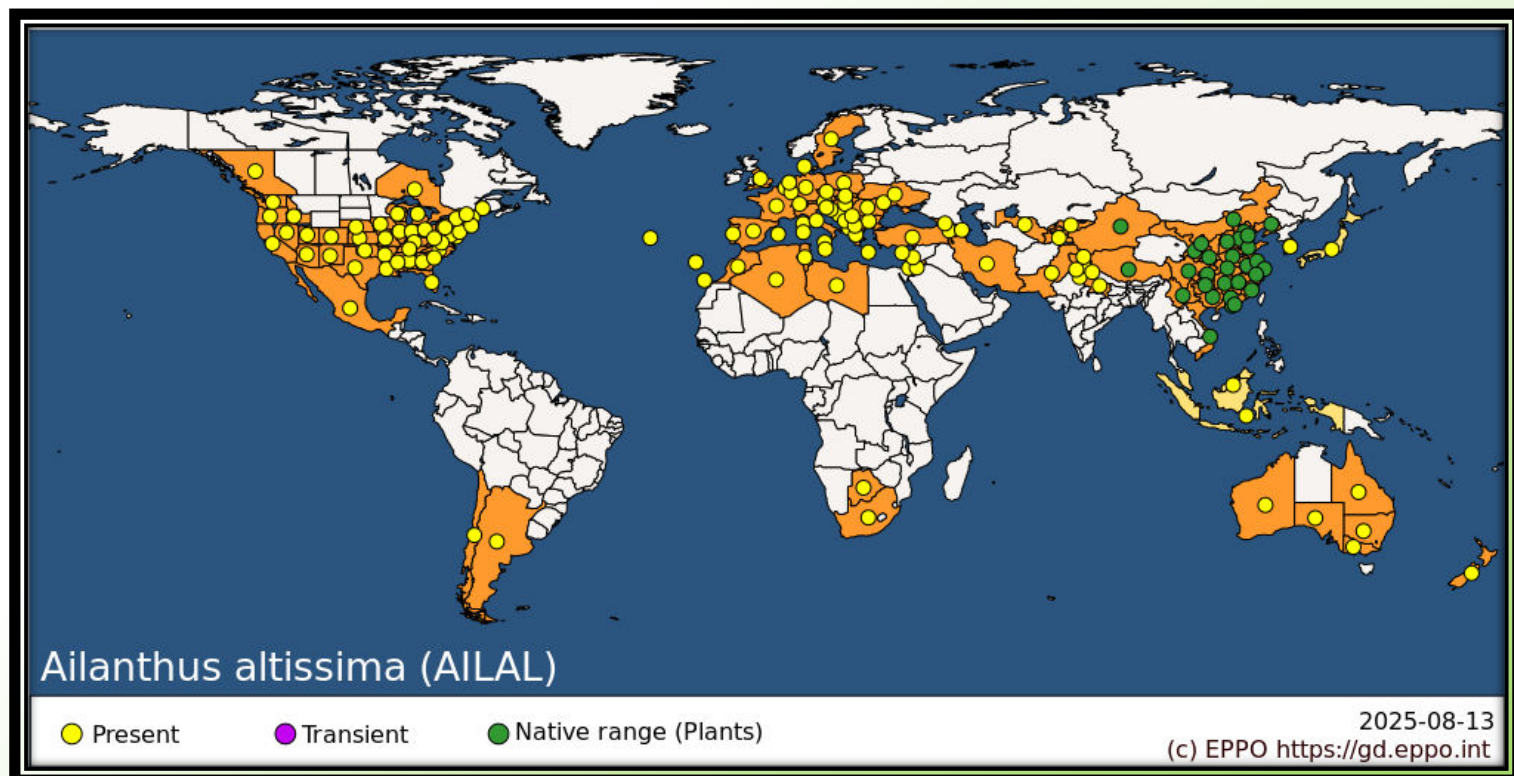 Ailanthus altissima (AILAL)
Present
Transient
Native range (Plants)
2025-08-13
(c) EPPO https://gd.eppo.int